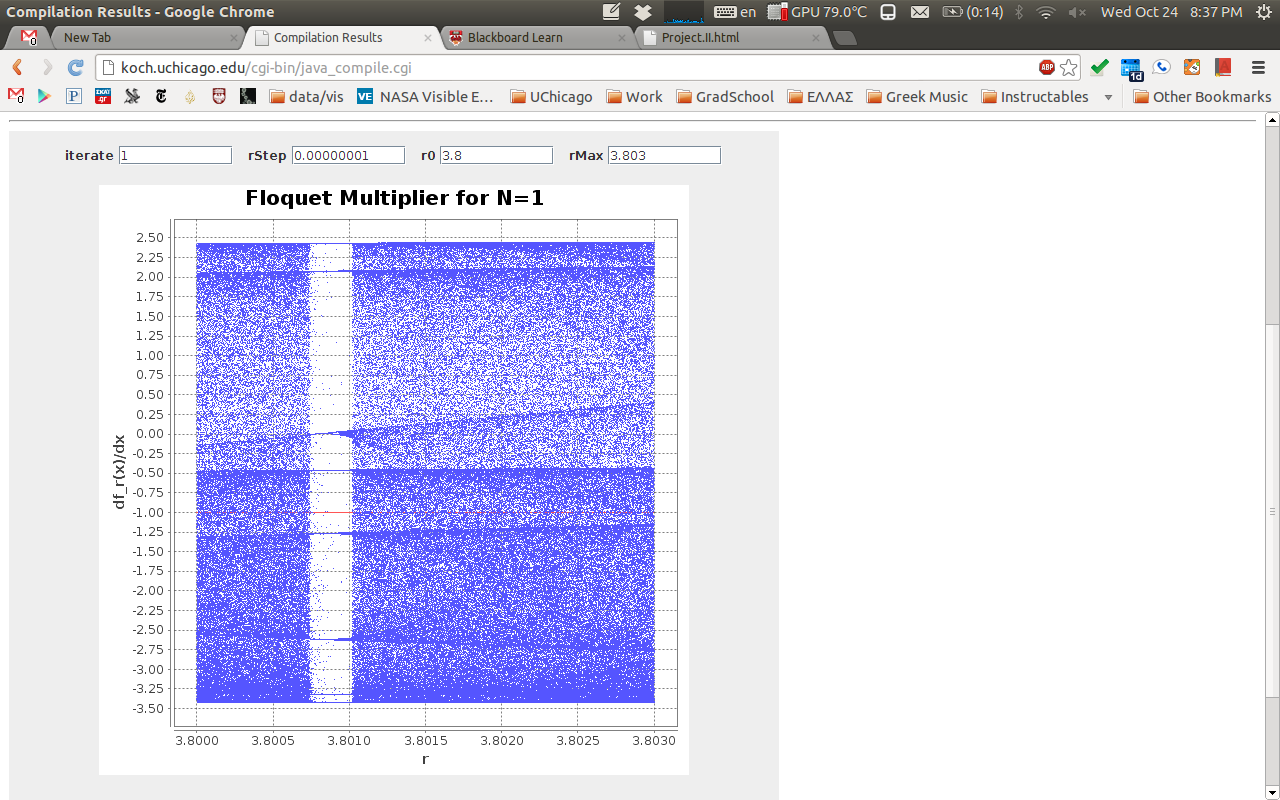 Compilation Results - Google Chrome en GPU 79.0°C (0:14) Wed Oct 24 8:37 PM
0 New Tab Compilation Results Blackboard Learn Project.II.html
koch.uchicago.edu/cgi-bin/java_compile.cgi ABP 1d
0 P data/vis VE NASA Visible E... UChicago Work GradSchool ΕΛΛΑΣ Greek Music Instructables Other Bookmarks
iterate 1 rStep 0.00000001 r0 3.8 rMax 3.803
Floquet Multiplier for N=1
2.50
2.25
2.00
1.75
1.50
1.25
1.00
0.75
0.50
0.25
0.00
-0.25
-0.50
-0.75
-1.00
-1.25
-1.50
-1.75
-2.00
-2.25
-2.50
-2.75
-3.00
-3.25
-3.50
df_r(x)/dx
3.8000 3.8005 3.8010 3.8015 3.8020 3.8025 3.8030
r